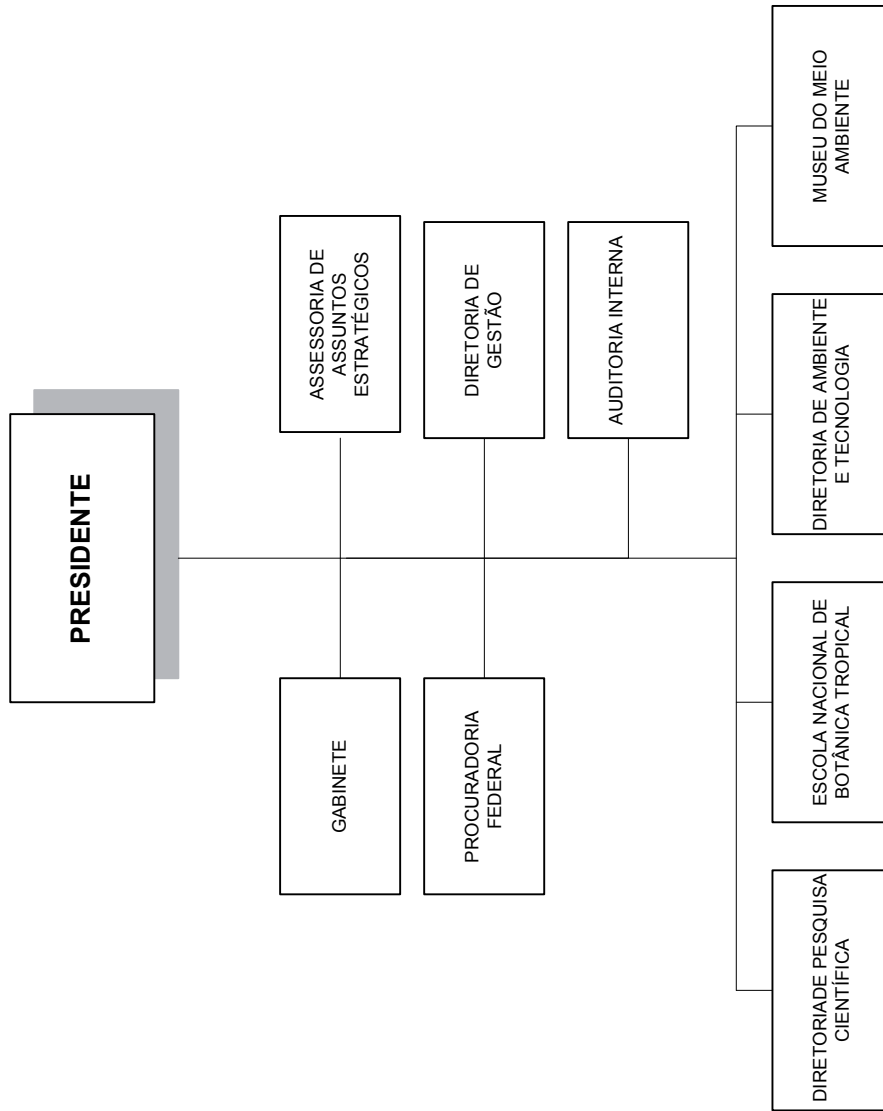 PRESIDENTE
GABINETE
ASSESSORIA DE
ASSUNTOS
ESTRATÉGICOS
PROCURADORIA
FEDERAL
DIRETORIA DE
GESTÃO
AUDITORIA INTERNA
DIRETORIADE PESQUISA
CIENTÍFICA
ESCOLA NACIONAL DE
BOTÂNICA TROPICAL
DIRETORIA DE AMBIENTE
E TECNOLOGIA
MUSEU DO MEIO
AMBIENTE